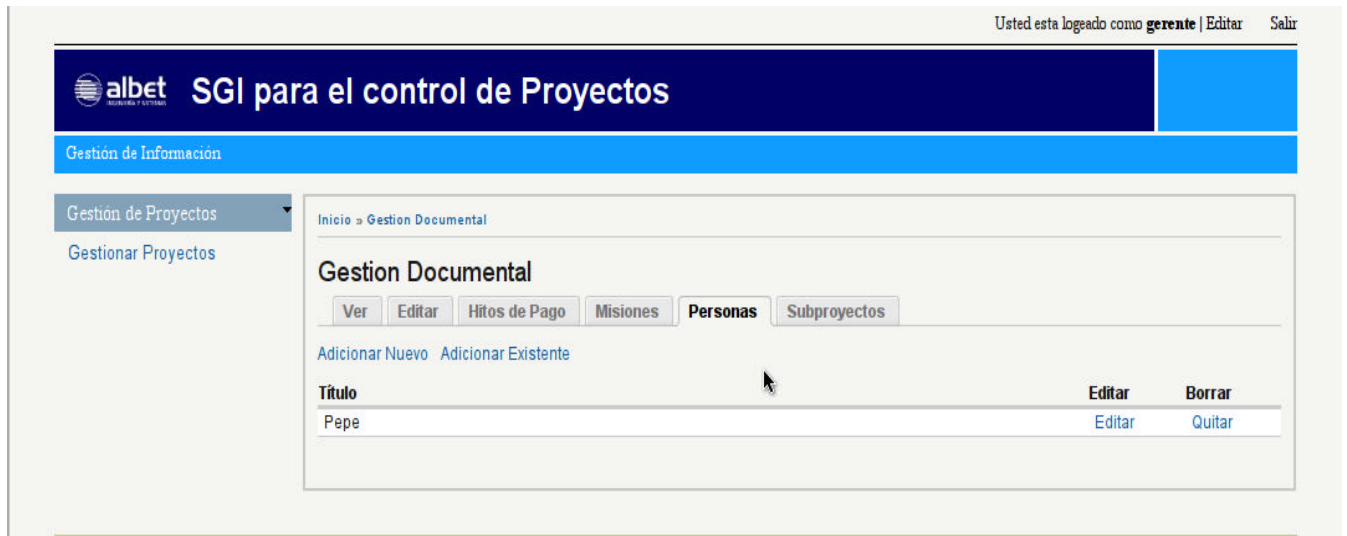 Usted esta logeado como gerente | Editar Salir
albet SGI para el control de Proyectos
Gestión de Información
Gestión de Proyectos
Gestionar Proyectos
Inicio » Gestion Documental
Gestion Documental
Ver Editar Hitos de Pago Misiones Personas Subproyectos
Adicionar Nuevo Adicionar Existente
Título Editar Borrar
Pepe Editar Quitar